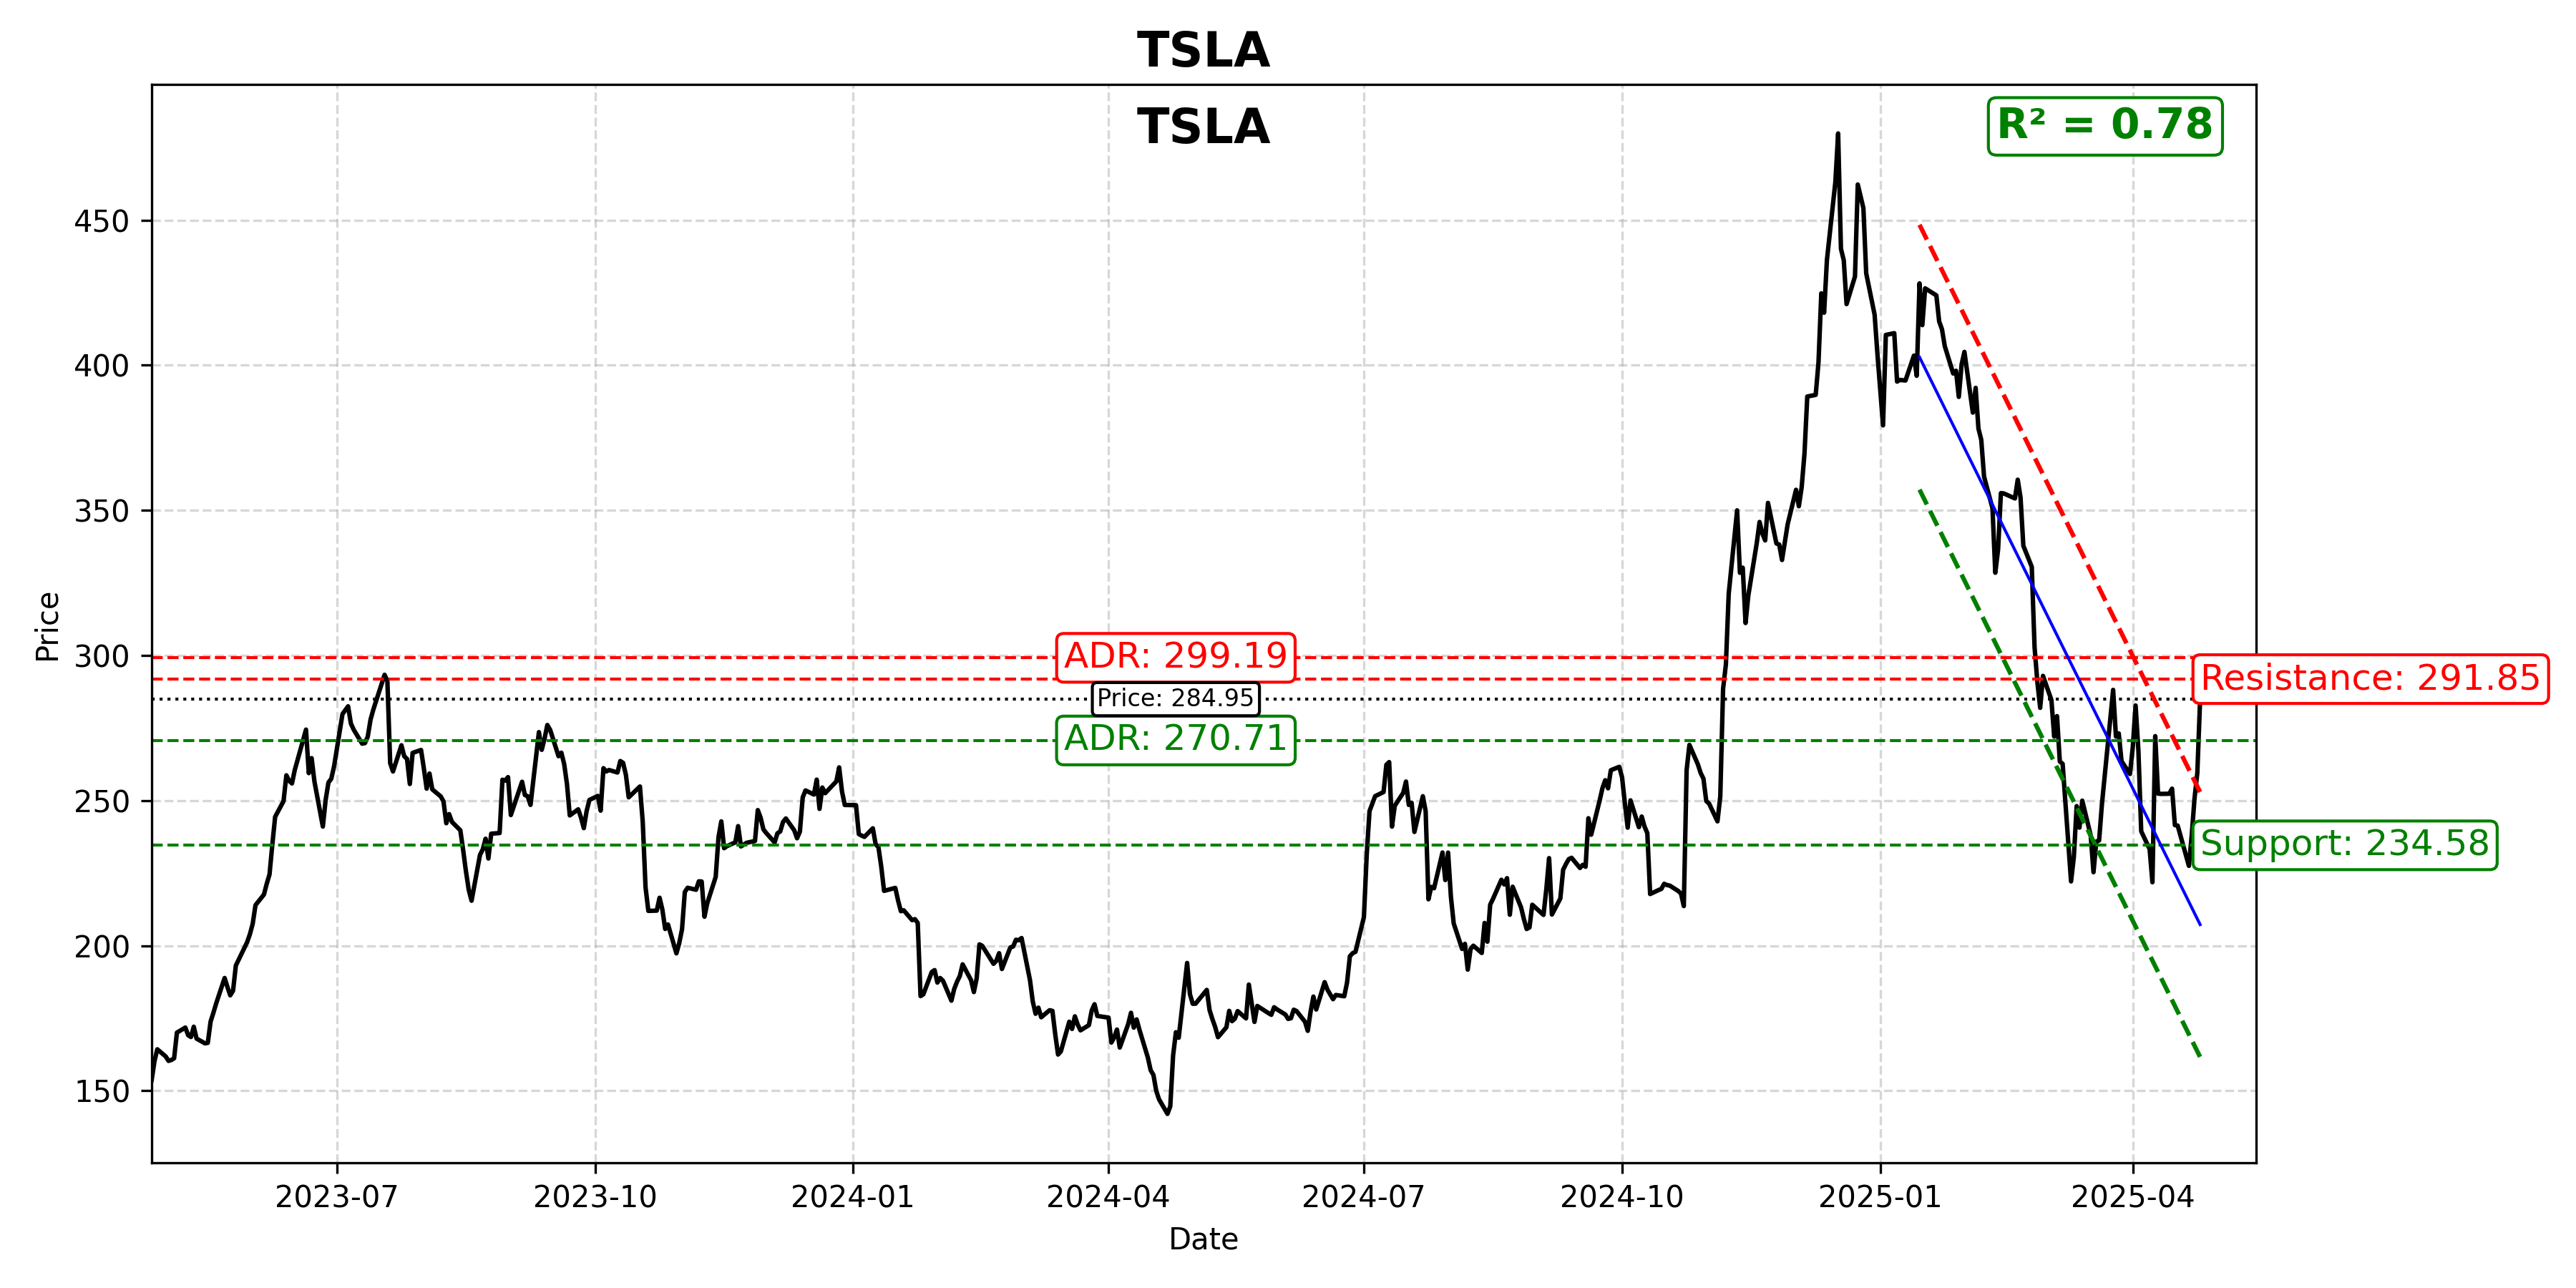 TSLA
TSLA
R² = 0.78
450
400
350
300
250
200
150
Price
ADR: 299.19
Resistance: 291.85
Price: 284.95
ADR: 270.71
Support: 234.58
2023-07
2023-10
2024-01
2024-04
2024-07
2024-10
2025-01
2025-04
Date